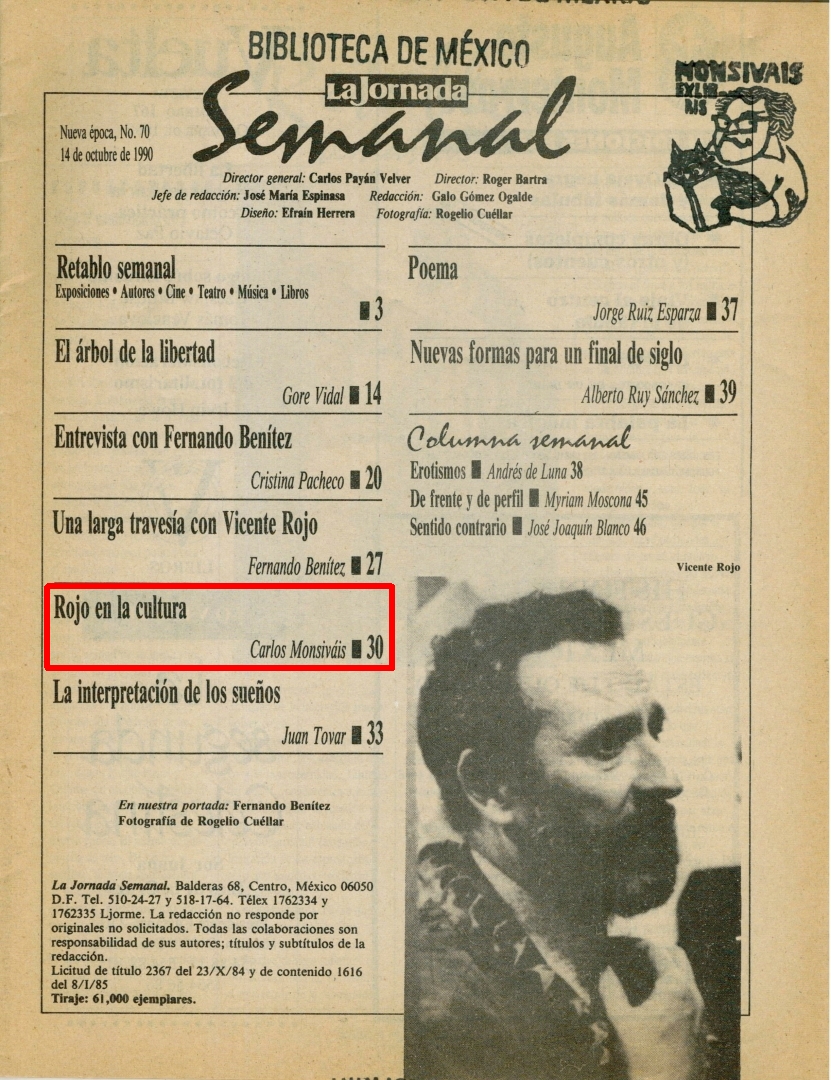 BIBLIOTECA DE MÉXICO
MONSIVAIS
EXLIB
RIS
La Jornada
Semanal
Nueva época, No. 70
14 de octubre de 1990
Director general: Carlos Payán Velver Director: Roger Bartra
Jefe de redacción: José María Espinasa Redacción: Galo Gómez Ogalde
Diseño: Efraín Herrera Fotografía: Rogelio Cuéllar
Retablo semanal
Exposiciones • Autores • Cine • Teatro • Música • Libros
3
El árbol de la libertad
Gore Vidal 14
Entrevista con Fernando Benítez
Cristina Pacheco 20
Una larga travesía con Vicente Rojo
Fernando Benítez 27
Rojo en la cultura
Carlos Monsiváis 30
La interpretación de los sueños
Juan Tovar 33
En nuestra portada: Fernando Benítez
Fotografía de Rogelio Cuéllar
La Jornada Semanal. Balderas 68, Centro, México 06050
D.F. Tel. 510-24-27 y 518-17-64. Télex 1762334 y
1762335 Ljorme. La redacción no responde por
originales no solicitados. Todas las colaboraciones son
responsabilidad de sus autores; títulos y subtítulos de la
redacción.
Licitud de título 2367 del 23/X/84 y de contenido 1616
del 8/I/85
Tiraje: 61,000 ejemplares.
Poema
Jorge Ruiz Esparza 37
Nuevas formas para un final de siglo
Alberto Ruy Sánchez 39
Columna semanal
Erotismos Andrés de Luna 38
De frente y de perfil Myriam Moscona 45
Sentido contrario José Joaquín Blanco 46
Vicente Rojo